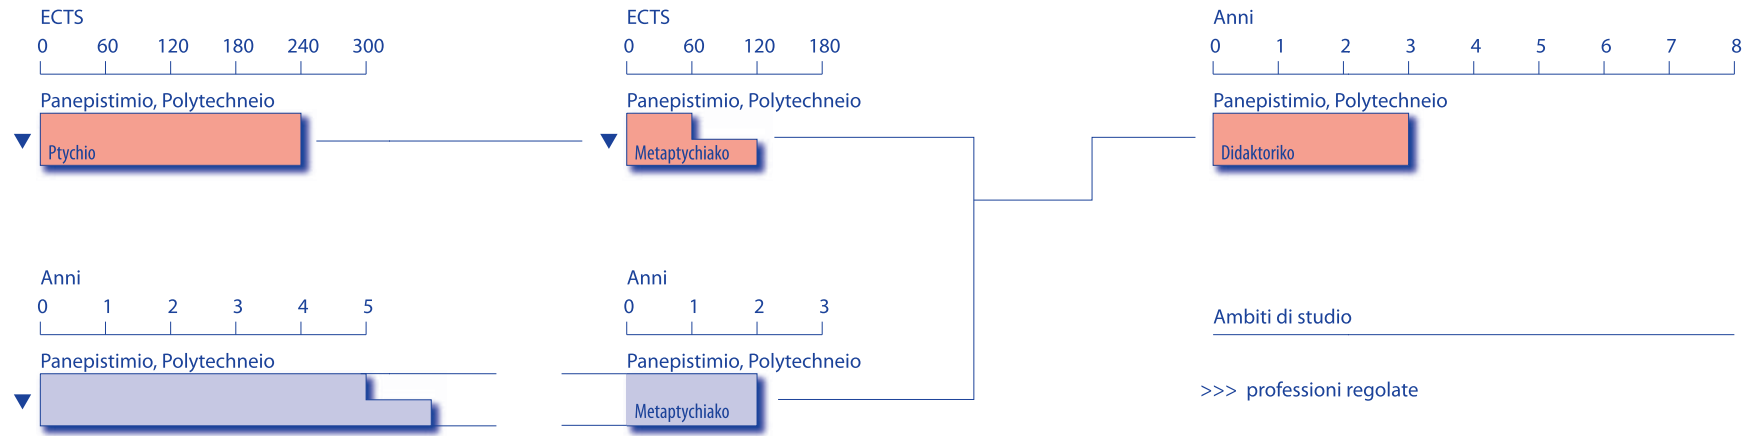 ECTS
0 60 120 180 240 300
Panepistimio, Polytechneio
Ptychio
ECTS
0 60 120 180
Panepistimio, Polytechneio
Metaptychiako
Anni
0 1 2 3 4 5 6 7 8
Panepistimio, Polytechneio
Didaktoriko
Anni
0 1 2 3 4 5
Panepistimio, Polytechneio
Anni
0 1 2 3
Panepistimio, Polytechneio
Metaptychiako
Ambiti di studio
>>> professioni regolate